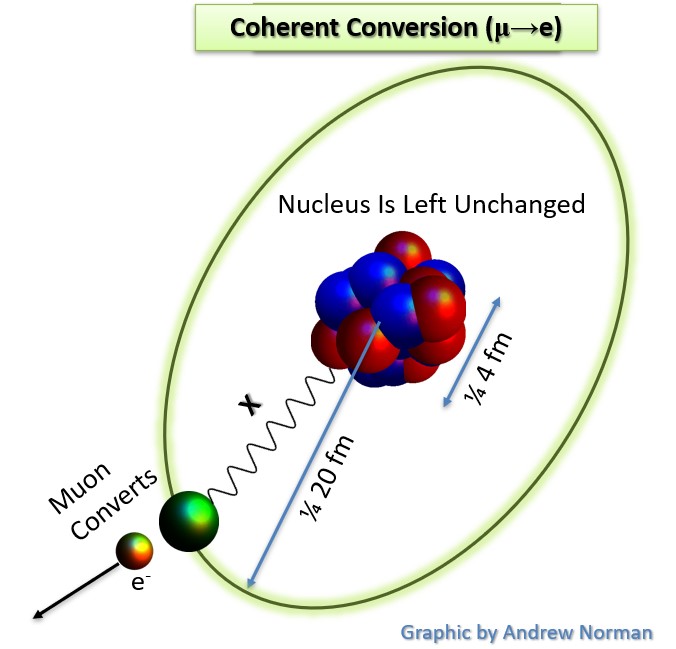 Coherent Conversion (μ→e)
Nucleus Is Left Unchanged
¼ 4 fm
X
¼ 20 fm
Muon
Converts
e⁻
Graphic by Andrew Norman